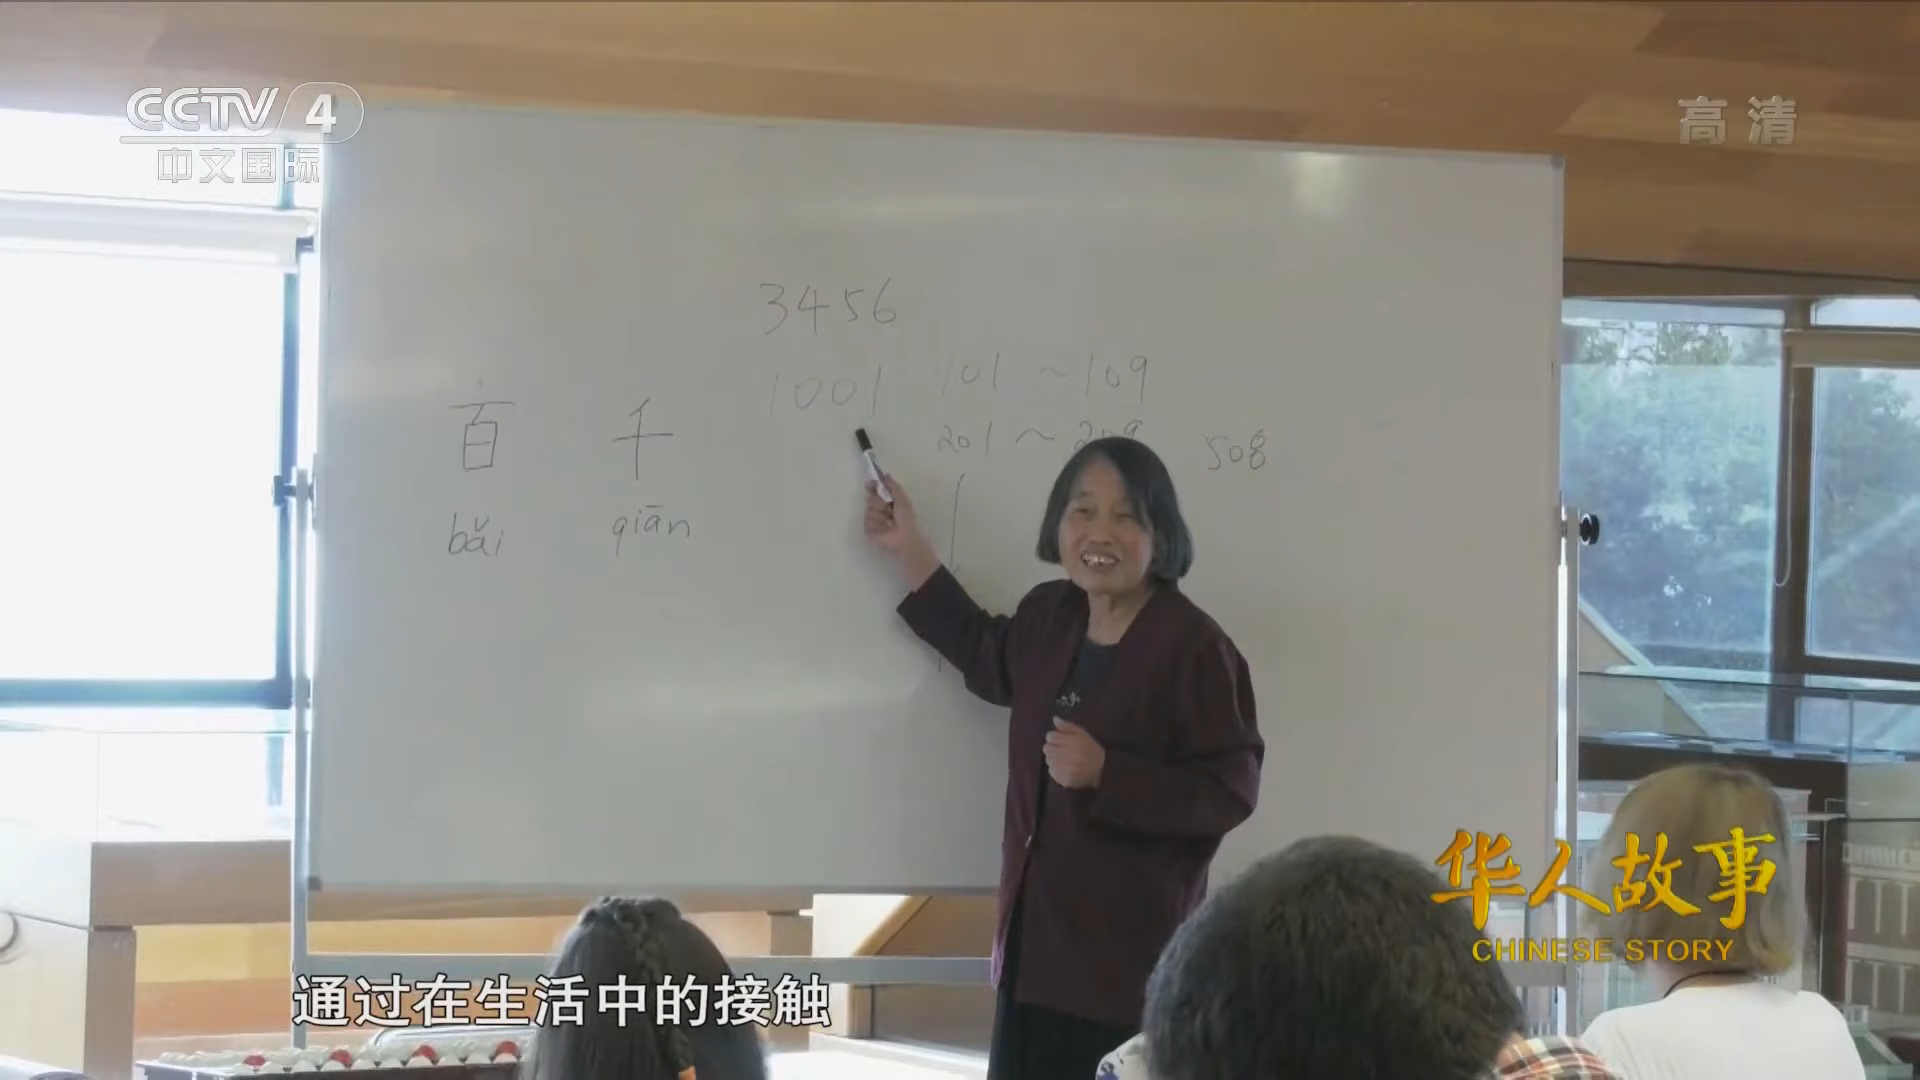 CCTV 4
中文国际
高清
3456
1001 101 ~ 109
201 ~ 209
508
百 千
bǎi qiān
华人故事
CHINESE STORY
通过在生活中的接触